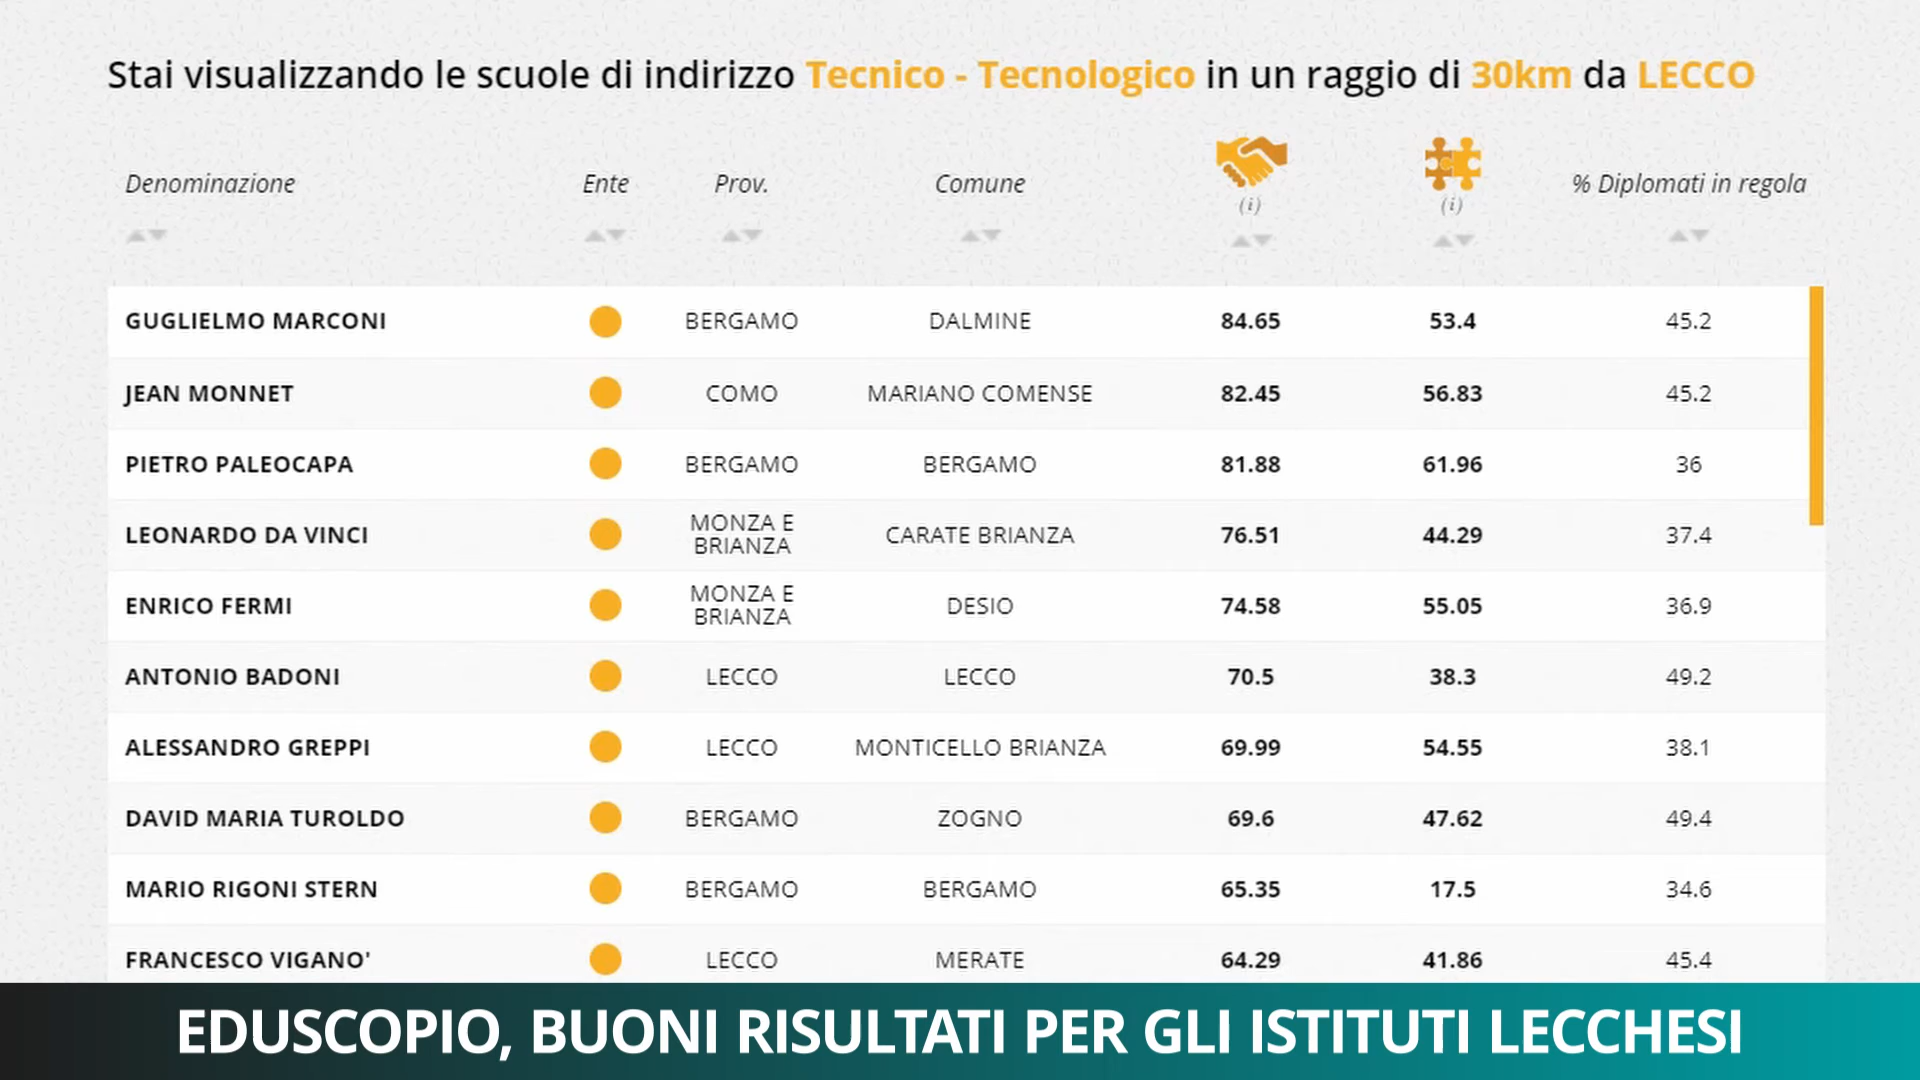 Stai visualizzando le scuole di indirizzo Tecnico - Tecnologico in un raggio di 30km da LECCO
Denominazione Ente Prov. Comune (i) (i) % Diplomati in regola
GUGLIELMO MARCONI BERGAMO DALMINE 84.65 53.4 45.2
JEAN MONNET COMO MARIANO COMENSE 82.45 56.83 45.2
PIETRO PALEOCAPA BERGAMO BERGAMO 81.88 61.96 36
LEONARDO DA VINCI MONZA E BRIANZA CARATE BRIANZA 76.51 44.29 37.4
ENRICO FERMI MONZA E BRIANZA DESIO 74.58 55.05 36.9
ANTONIO BADONI LECCO LECCO 70.5 38.3 49.2
ALESSANDRO GREPPI LECCO MONTICELLO BRIANZA 69.99 54.55 38.1
DAVID MARIA TUROLDO BERGAMO ZOGNO 69.6 47.62 49.4
MARIO RIGONI STERN BERGAMO BERGAMO 65.35 17.5 34.6
FRANCESCO VIGANO' LECCO MERATE 64.29 41.86 45.4
EDUSCOPIO, BUONI RISULTATI PER GLI ISTITUTI LECCHESI